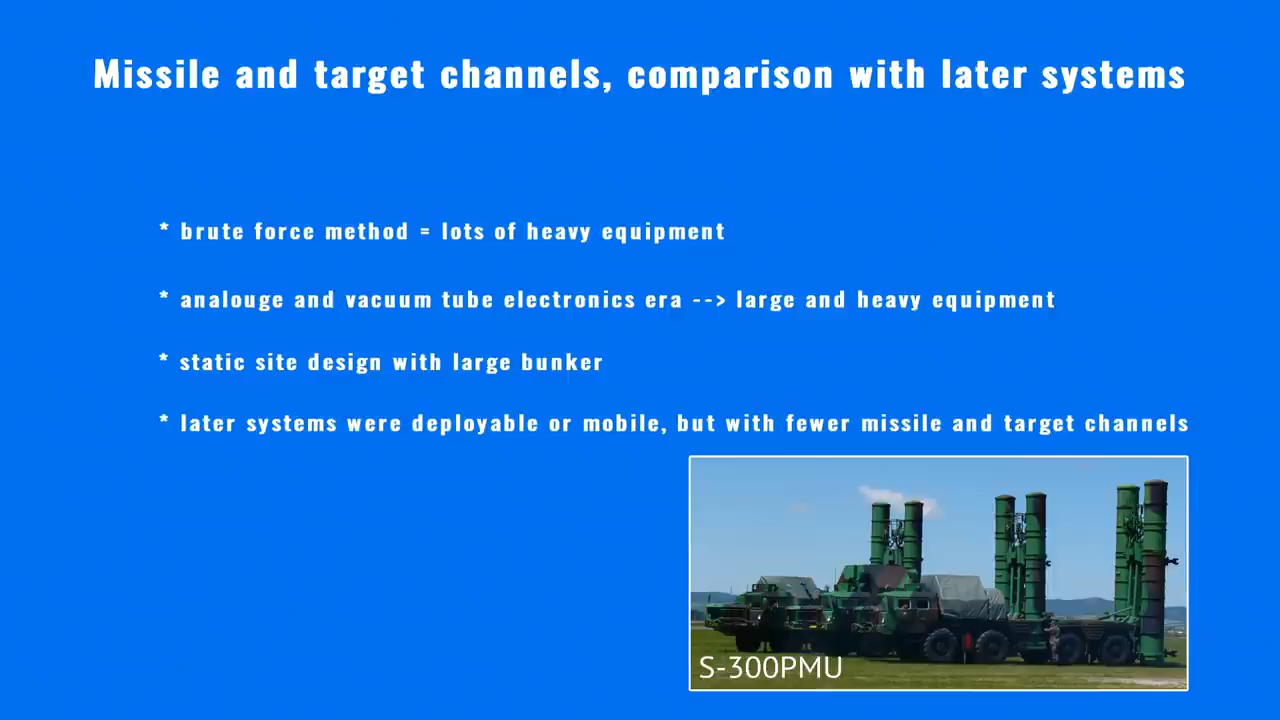 Missile and target channels, comparison with later systems
* brute force method = lots of heavy equipment
* analouge and vacuum tube electronics era --> large and heavy equipment
* static site design with large bunker
* later systems were deployable or mobile, but with fewer missile and target channels
S-300PMU